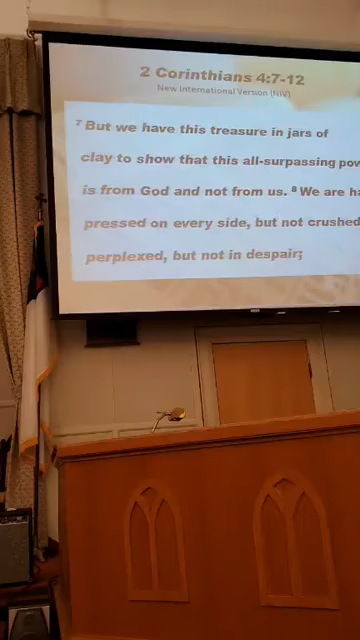 2 Corinthians 4:7-12
New International Version (NIV)
7 But we have this treasure in jars of
clay to show that this all-surpassing pow
is from God and not from us. 8 We are ha
pressed on every side, but not crushed
perplexed, but not in despair;